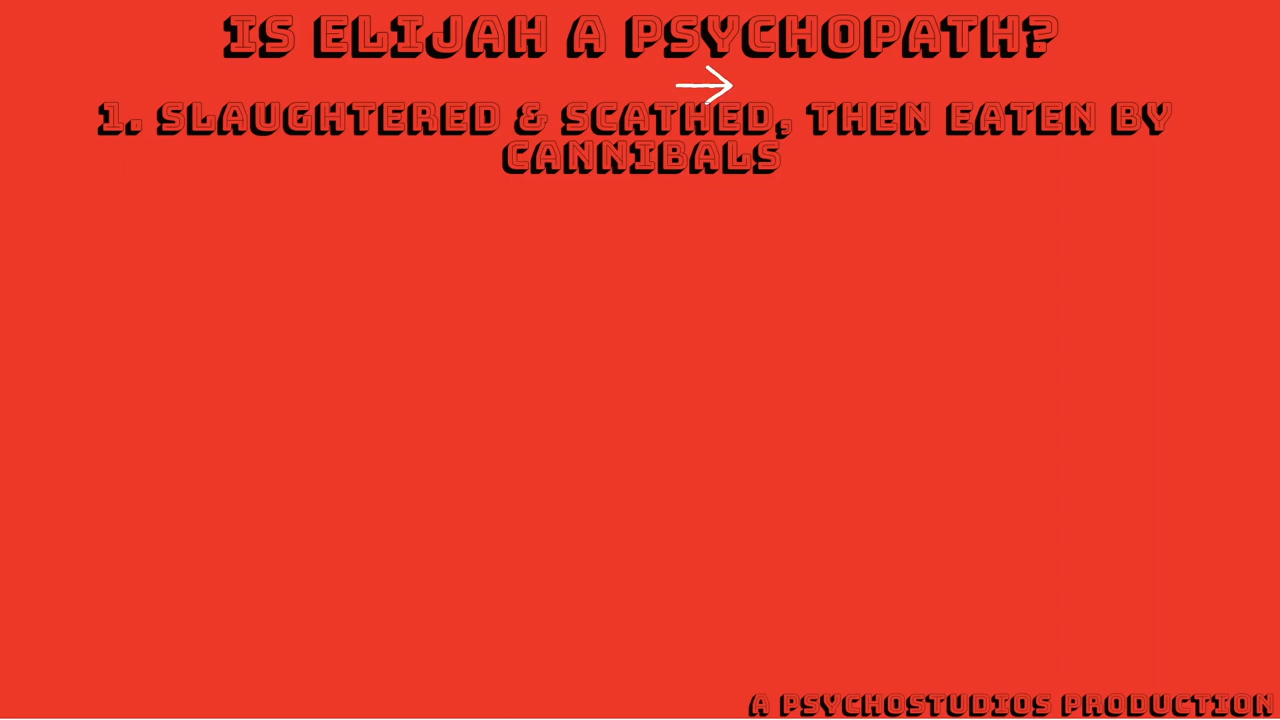 IS ELIJAH A PSYCHOPATH?
1. SLAUGHTERED & SCATHED, THEN EATEN BY
CANNIBALS
A PSYCHOSTUDIOS PRODUCTION